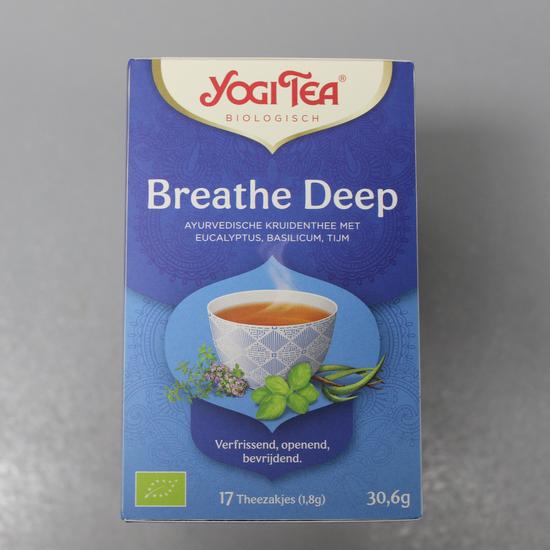 YOGI TEA®
BIOLOGISCH
Breathe Deep
AYURVEDISCHE KRUIDENTHEE MET
EUCALYPTUS, BASILICUM, TIJM
Verfrissend, openend,
bevrijdend.
17 Theezakjes (1,8g) 30,6g